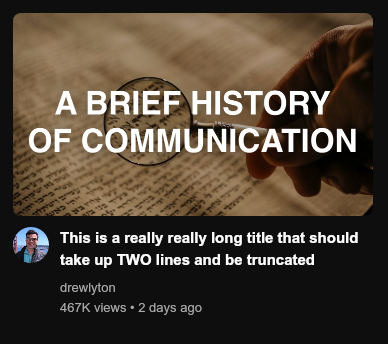 A BRIEF HISTORY
OF COMMUNICATION
This is a really really long title that should
take up TWO lines and be truncated
drewlyton
467K views • 2 days ago